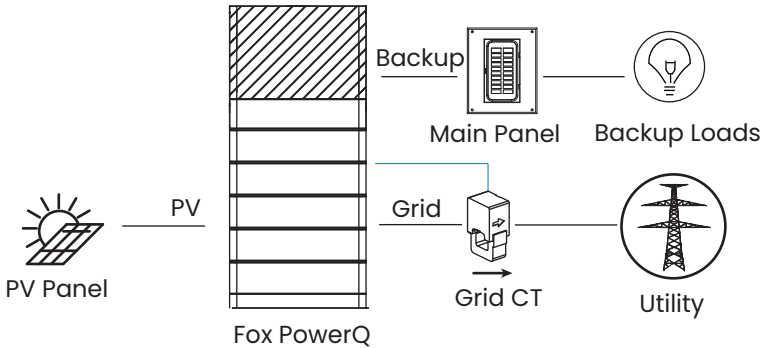 Backup
Main Panel
Backup Loads
PV
Grid
PV Panel
Grid CT
Utility
Fox PowerQ